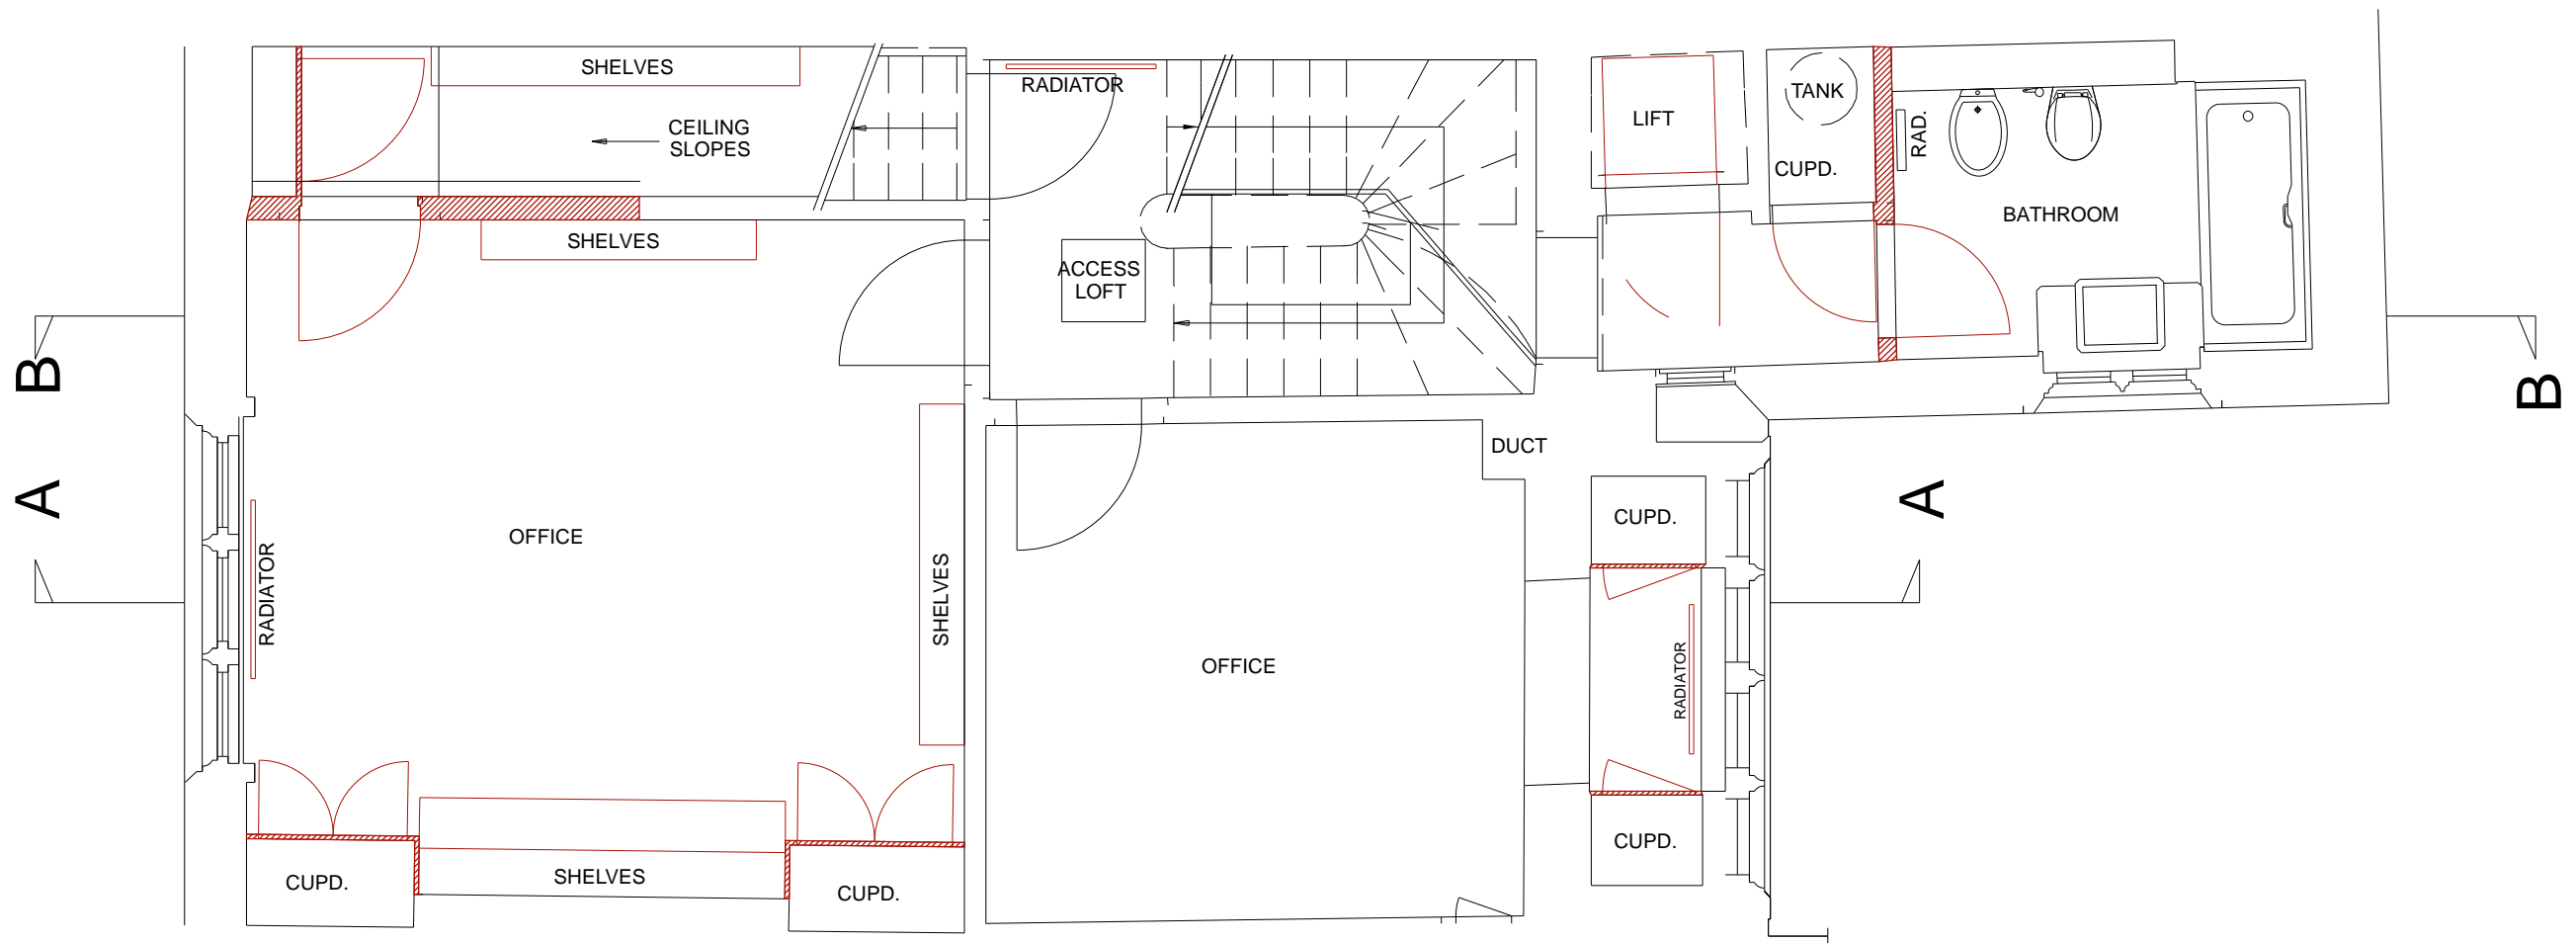 SHELVES
RADIATOR
CEILING
SLOPES
LIFT
TANK
CUPD.
RAD.
BATHROOM
SHELVES
ACCESS
LOFT
B
B
A
A
DUCT
OFFICE
RADIATOR
SHELVES
CUPD.
OFFICE
RADIATOR
CUPD.
CUPD.
SHELVES
CUPD.